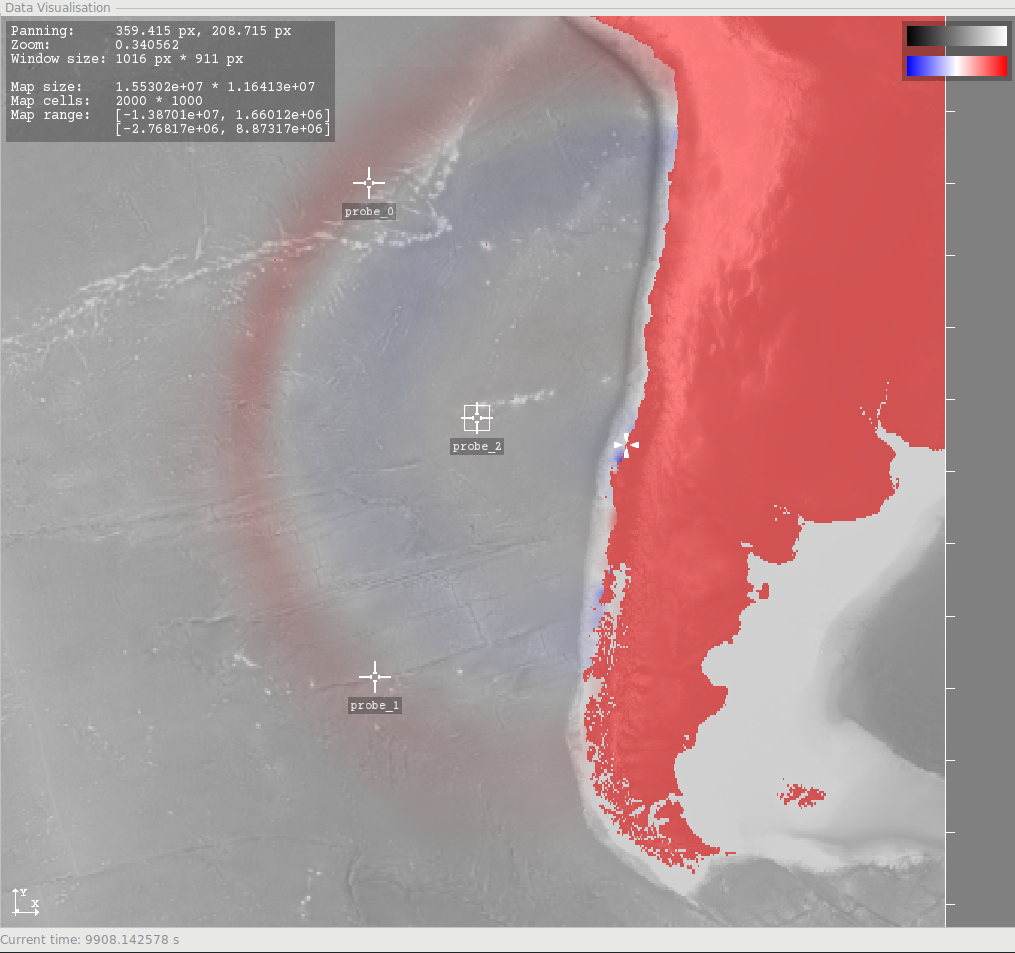 Data Visualisation
Panning: 359.415 px, 208.715 px
Zoom: 0.340562
Window size: 1016 px * 911 px
Map size: 1.55302e+07 * 1.16413e+07
Map cells: 2000 * 1000
Map range: [-1.38701e+07, 1.66012e+06]
[-2.76817e+06, 8.87317e+06]
probe_0
probe_2
probe_1
Y
X
Current time: 9908.142578 s